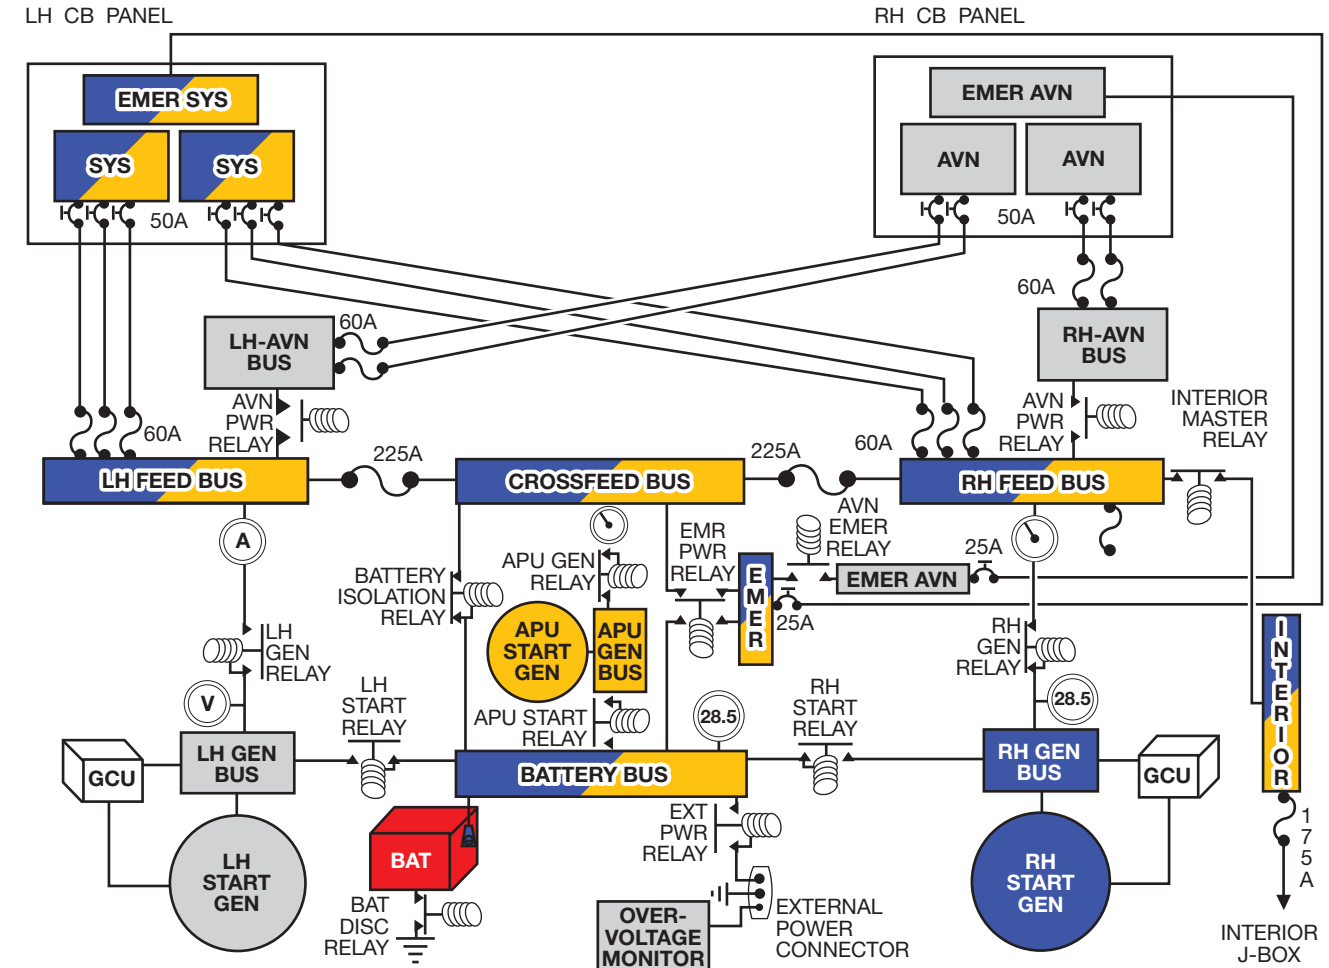 LH CB PANEL
RH CB PANEL
EMER SYS
SYS
SYS
50A
EMER AVN
AVN
AVN
50A
60A
LH-AVN
BUS
60A
RH-AVN
BUS
AVN
PWR
RELAY
60A
225A
225A
60A
AVN
PWR
RELAY
INTERIOR
MASTER
RELAY
LH FEED BUS
CROSSFEED BUS
RH FEED BUS
A
BATTERY
ISOLATION
RELAY
APU GEN
RELAY
EMR
PWR
RELAY
AVN
EMER
RELAY
EMER
EMER AVN
25A
25A
APU
START
GEN
APU
GEN
BUS
LH
GEN
RELAY
RH
GEN
RELAY
INTERIOR
V
LH
START
RELAY
APU START
RELAY
28.5
RH
START
RELAY
28.5
GCU
LH GEN
BUS
BATTERY BUS
RH GEN
BUS
GCU
LH
START
GEN
BAT
EXT
PWR
RELAY
RH
START
GEN
175A
BAT
DISC
RELAY
OVER-
VOLTAGE
MONITOR
EXTERNAL
POWER
CONNECTOR
INTERIOR
J-BOX